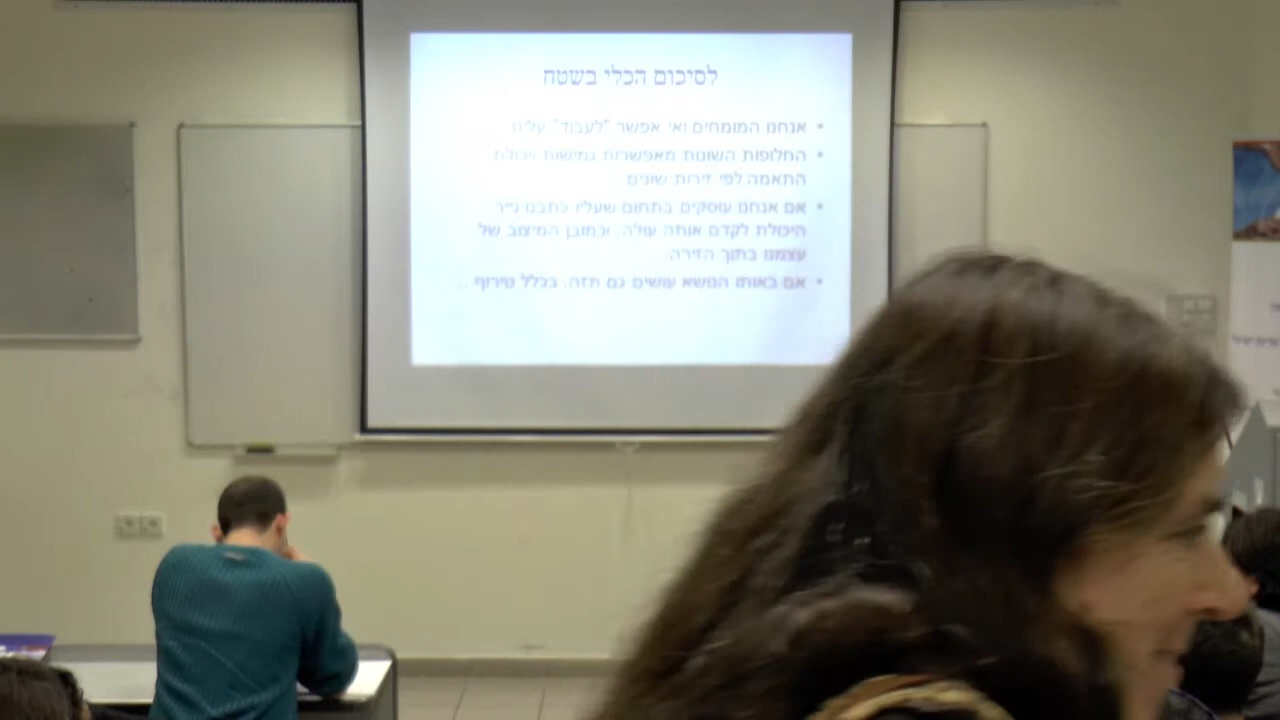 לסיכום הכלי בשטח
• אנחנו המומחים ואי אפשר "לעבוד" עלינו
• החלופות השונות מאפשרות גמישות ויכולת
התאמה לפי זירות שונים
• אם אנחנו עוסקים בתחום שעליו כתבנו נייר
היכולת לקדם אותה עולה, וכמובן המיצוב של
עצמנו בתוך הזירה
• אם באותו הנושא עושים גם תזה, בכלל טירוף...